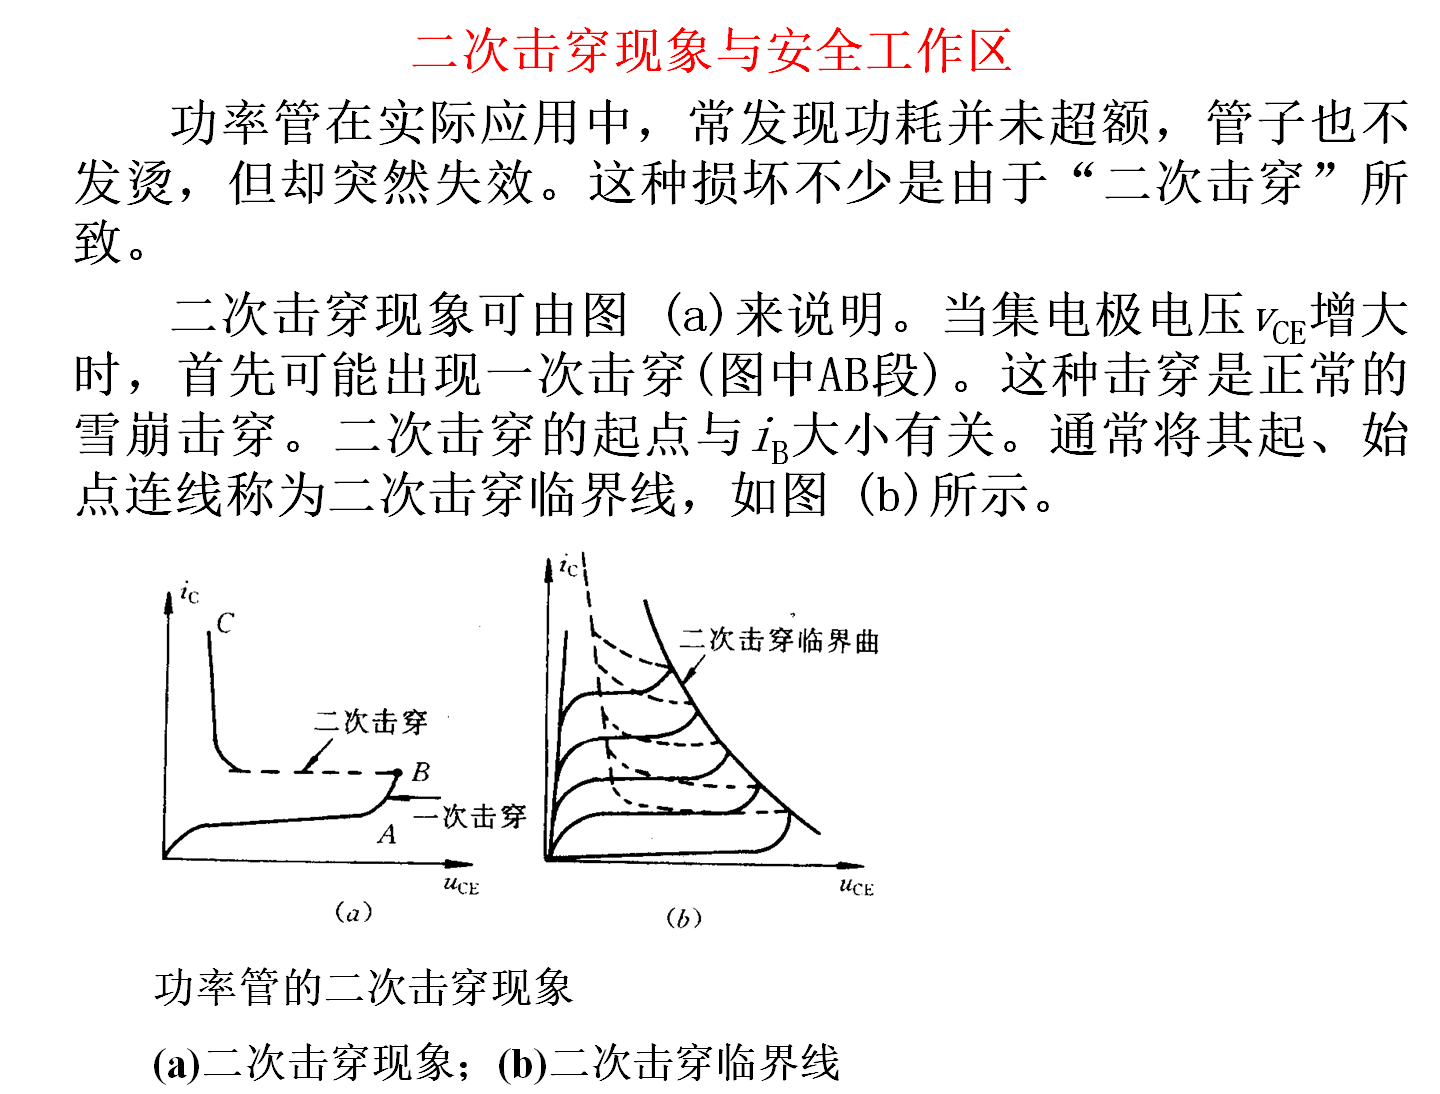 二次击穿现象与安全工作区
功率管在实际应用中，常发现功耗并未超额，管子也不
发烫，但却突然失效。这种损坏不少是由于“二次击穿”所
致。
二次击穿现象可由图 (a)来说明。当集电极电压vCE增大
时，首先可能出现一次击穿(图中AB段)。这种击穿是正常的
雪崩击穿。二次击穿的起点与iB大小有关。通常将其起、始
点连线称为二次击穿临界线，如图 (b)所示。
iC
C
二次击穿
B
一次击穿
A
uCE
(a)
iC
二次击穿临界曲
uCE
(b)
功率管的二次击穿现象
(a)二次击穿现象；(b)二次击穿临界线